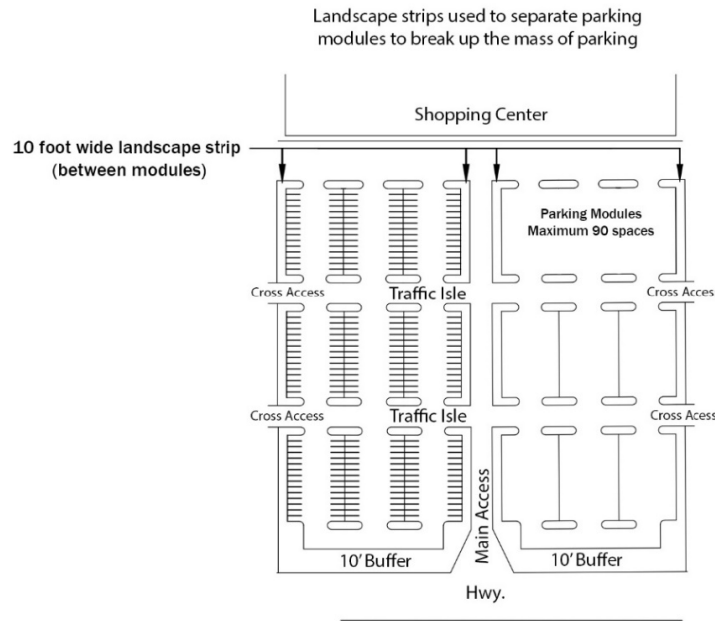 Landscape strips used to separate parking
modules to break up the mass of parking
Shopping Center
10 foot wide landscape strip
(between modules)
Parking Modules
Maximum 90 spaces
Cross Access
Traffic Isle
Cross Access
Cross Access
Traffic Isle
Cross Acess
Main Access
10' Buffer
10' Buffer
Hwy.